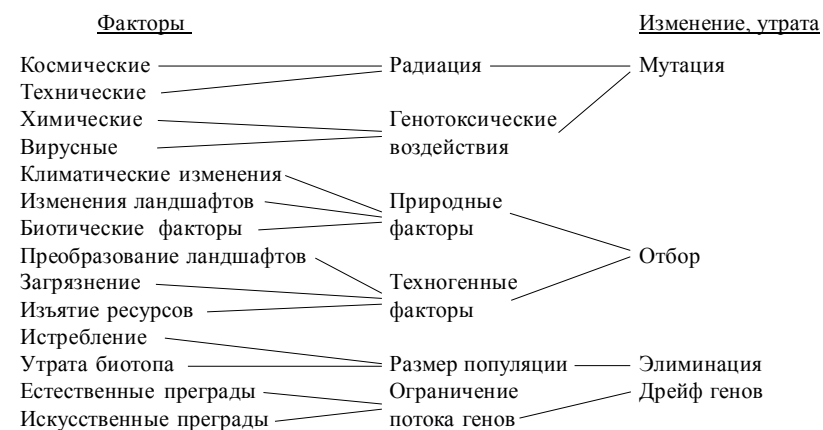 Факторы Изменение, утрата
Космические Радиация Мутация
Технические
Химические Генотоксические
Вирусные воздействия
Климатические изменения
Изменения ландшафтов Природные
Биотические факторы факторы
Преобразование ландшафтов Отбор
Загрязнение Техногенные
Изъятие ресурсов факторы
Истребление
Утрата биотопа Размер популяции Элиминация
Естественные преграды Ограничение Дрейф генов
Искусственные преграды потока генов